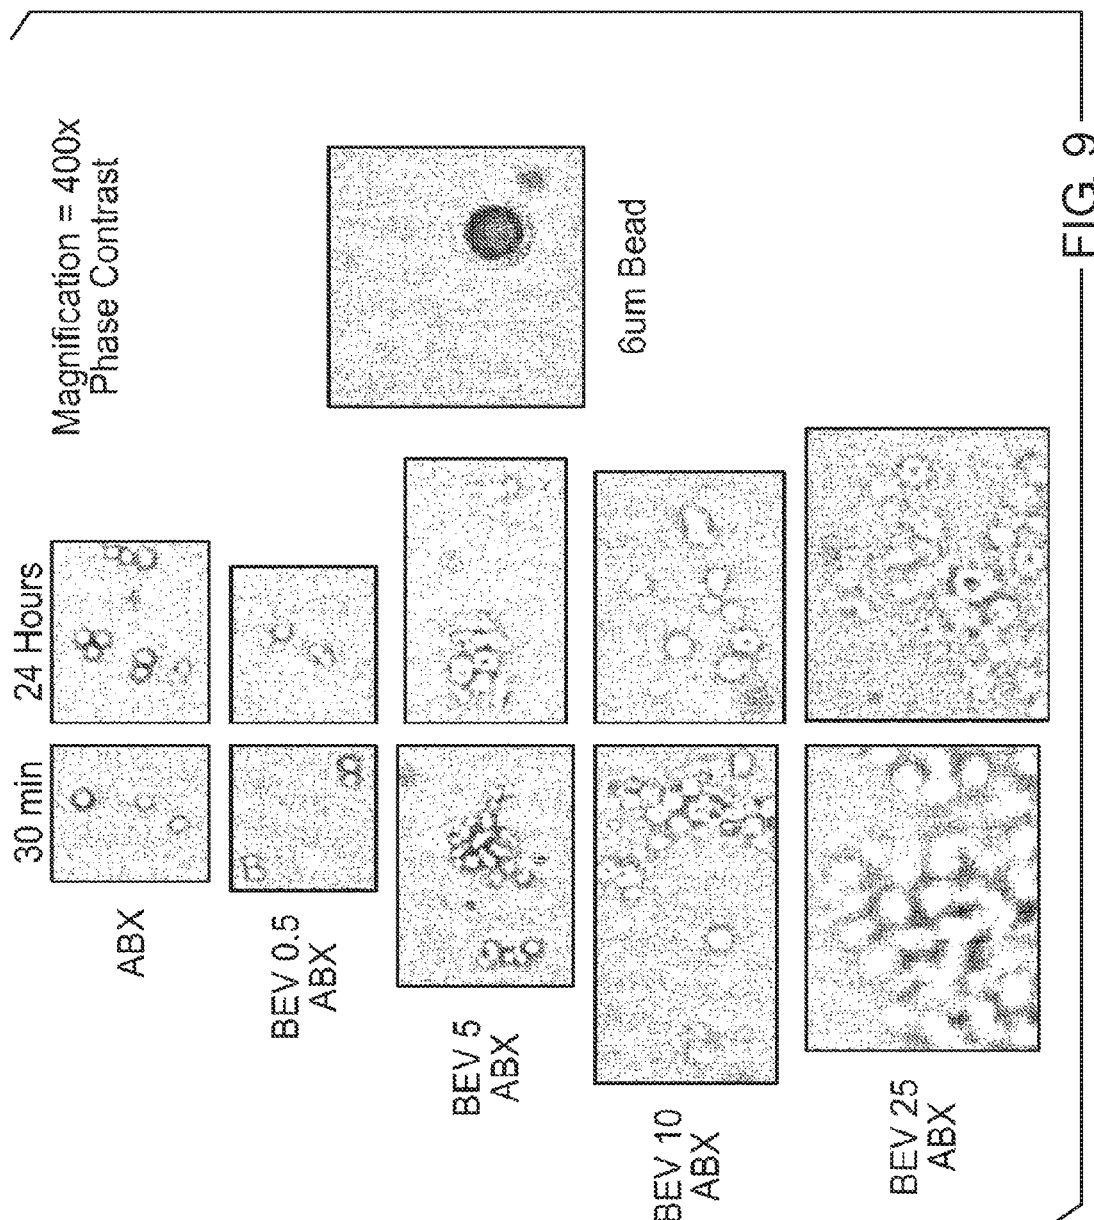 Magnification = 400x
Phase Contrast
30 min
24 Hours
ABX
BEV 0.5
ABX
BEV 5
ABX
BEV 10
ABX
BEV 25
ABX
6um Bead
FIG. 9